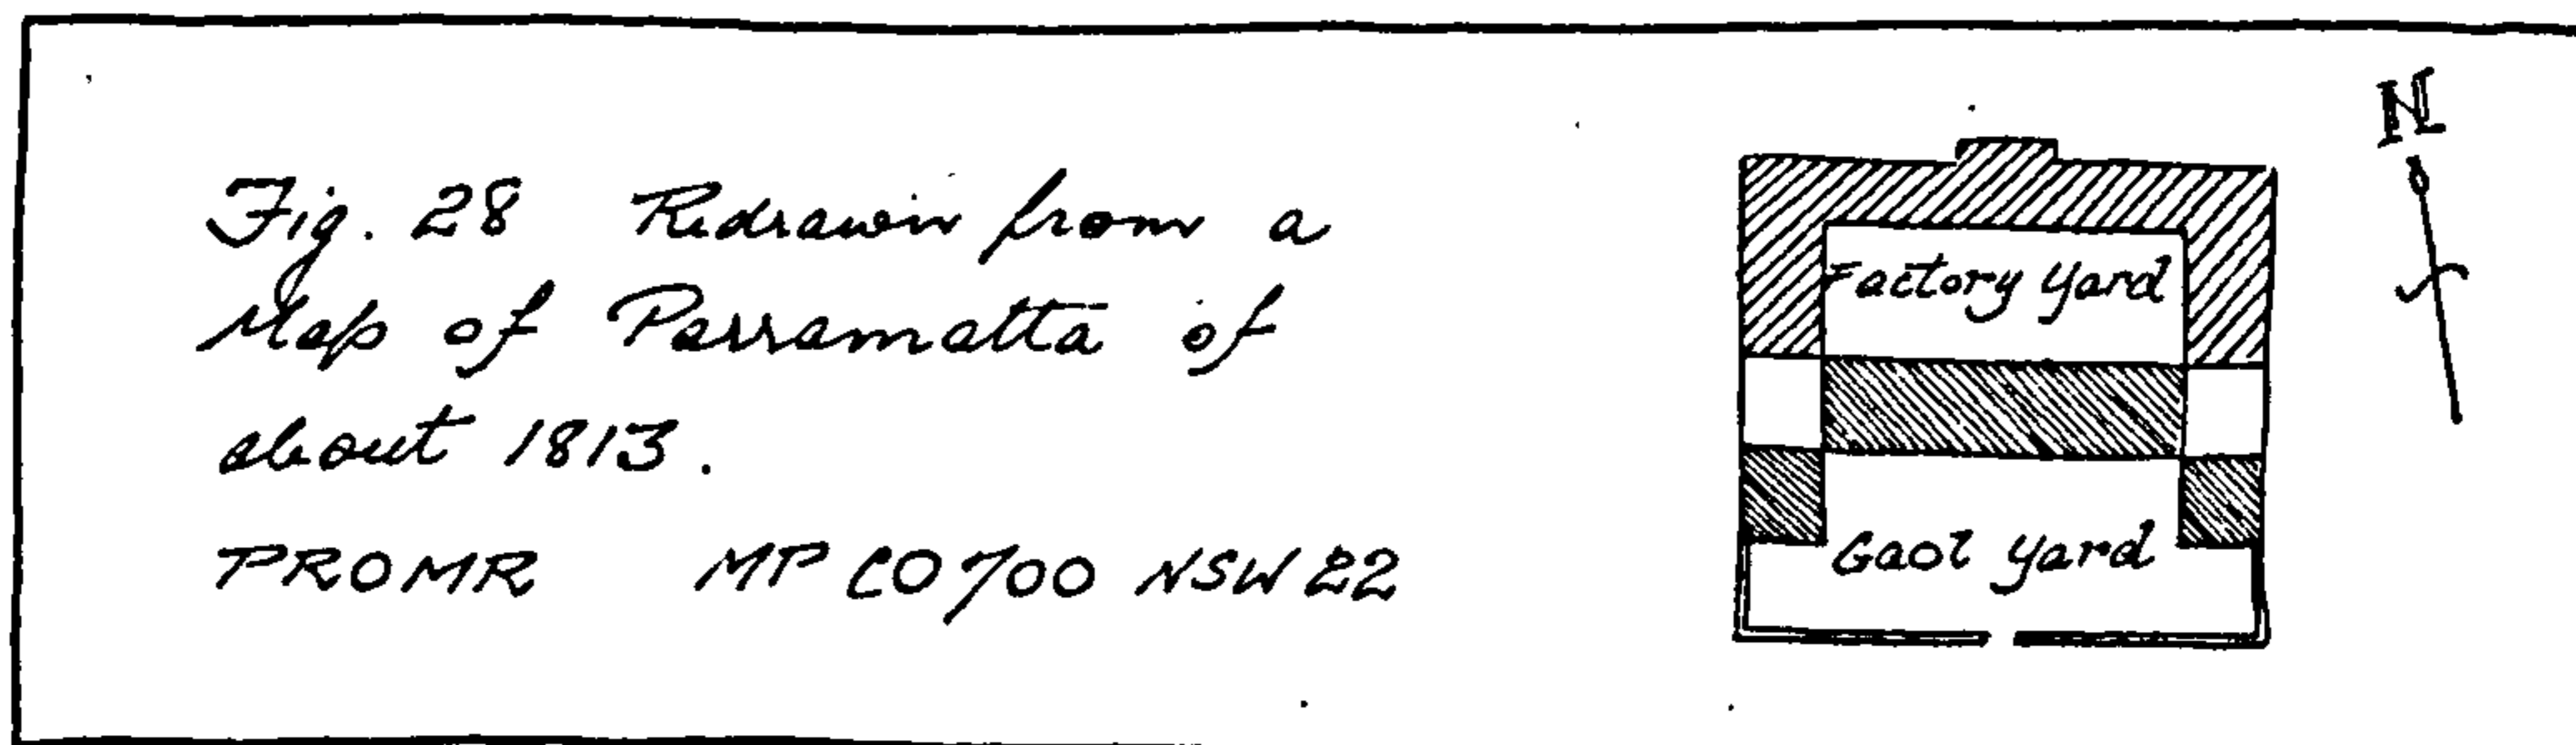 Fig. 28 Redrawn from a
Map of Parramatta of
about 1813.
PROMR MP CO700 NSW 22
N
Factory Yard
Gaol Yard